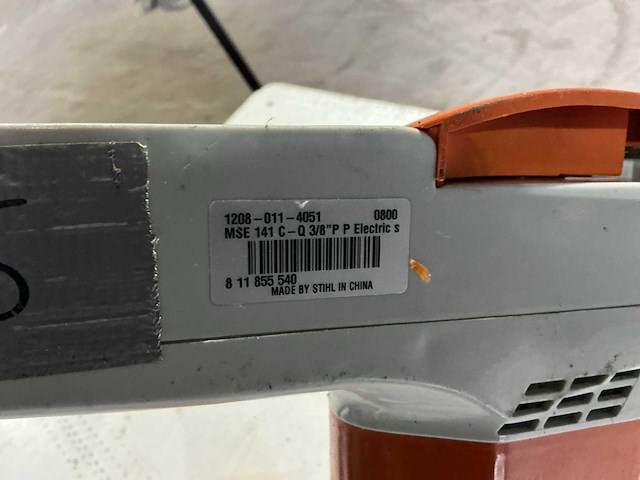 1208-011-4051 0800
MSE 141 C-Q 3/8"P P Electric s
8 11 855 540
MADE BY STIHL IN CHINA